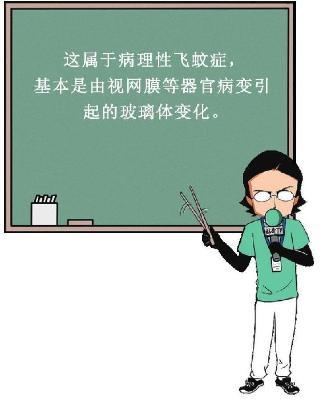 这属于病理性飞蚊症，
基本是由视网膜等器官病变引
起的玻璃体变化。